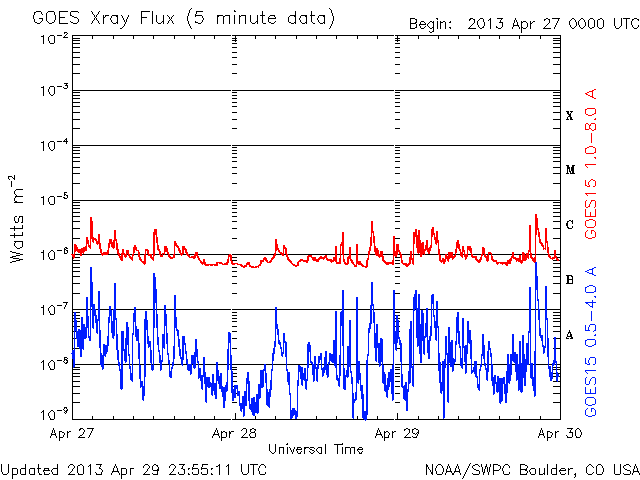 GOES Xray Flux (5 minute data)
Begin: 2013 Apr 27 0000 UTC
10-2
10-3
10-4
10-5
10-6
10-7
10-8
10-9
Watts m-2
X
M
C
B
A
GOES15 1.0-8.0 A
GOES15 0.5-4.0 A
Apr 27
Apr 28
Apr 29
Apr 30
Universal Time
Updated 2013 Apr 29 23:55:11 UTC
NOAA/SWPC Boulder, CO USA